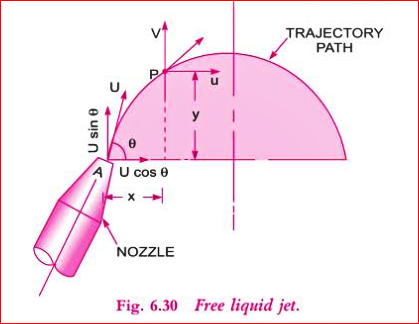 V
TRAJECTORY
PATH
P
u
U
U sin θ
y
θ
A
U cos θ
x
NOZZLE
Fig. 6.30 Free liquid jet.